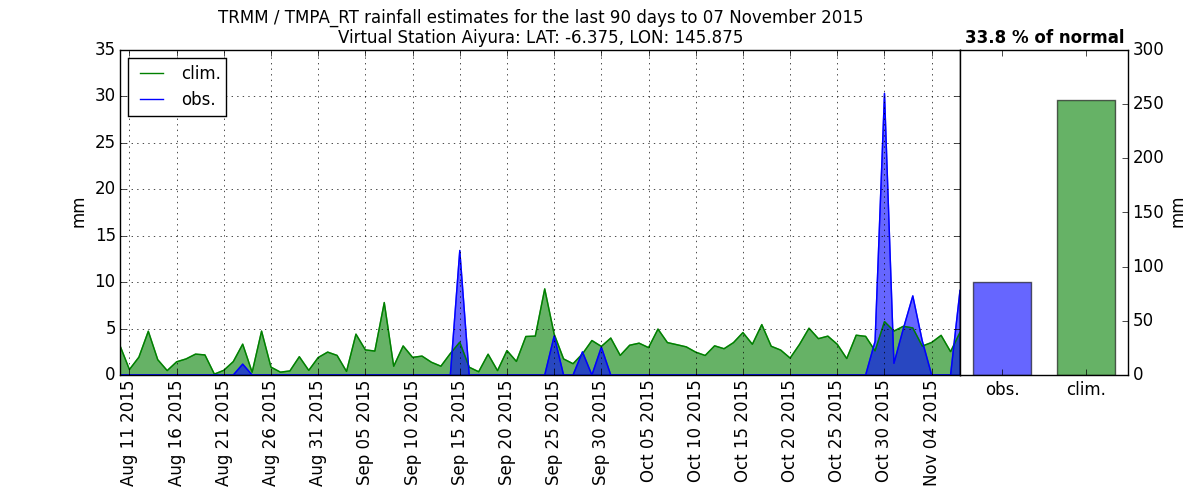 TRMM / TMPA_RT rainfall estimates for the last 90 days to 07 November 2015
Virtual Station Aiyura: LAT: -6.375, LON: 145.875
33.8 % of normal
clim.
obs.
mm
35
30
25
20
15
10
5
0
Aug 11 2015
Aug 16 2015
Aug 21 2015
Aug 26 2015
Aug 31 2015
Sep 05 2015
Sep 10 2015
Sep 15 2015
Sep 20 2015
Sep 25 2015
Sep 30 2015
Oct 05 2015
Oct 10 2015
Oct 15 2015
Oct 20 2015
Oct 25 2015
Oct 30 2015
Nov 04 2015
obs.
clim.
300
250
200
150
100
50
0
mm